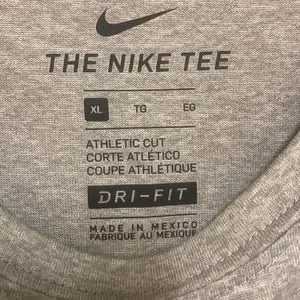 THE NIKE TEE
XL TG EG
ATHLETIC CUT
CORTE ATLÉTICO
COUPE ATHLÉTIQUE
DRI-FIT
MADE IN MEXICO
FABRIQUE AU MEXIQUE